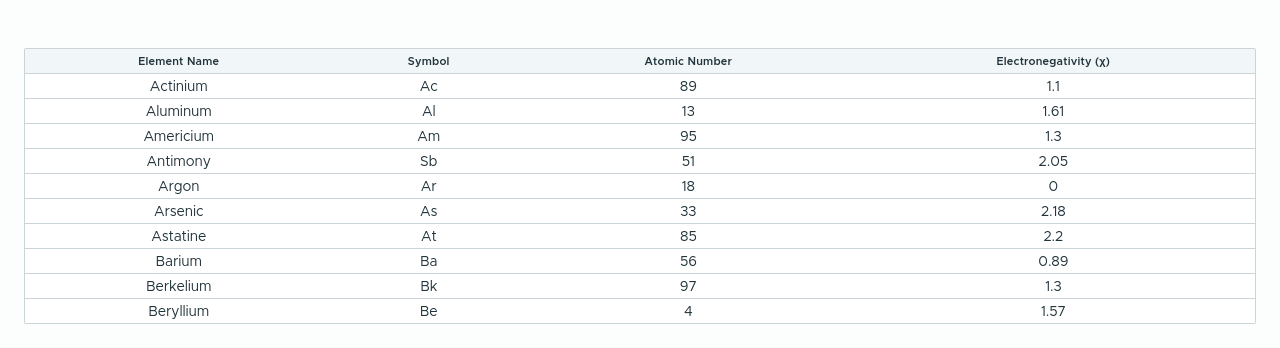 Element Name Symbol Atomic Number Electronegativity (χ)
Actinium Ac 89 1.1
Aluminum Al 13 1.61
Americium Am 95 1.3
Antimony Sb 51 2.05
Argon Ar 18 0
Arsenic As 33 2.18
Astatine At 85 2.2
Barium Ba 56 0.89
Berkelium Bk 97 1.3
Beryllium Be 4 1.57